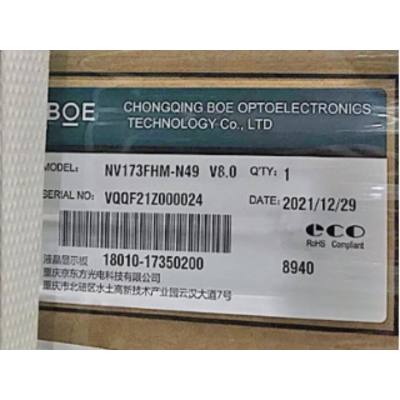 BOE
CHONGQING BOE OPTOELECTRONICS
TECHNOLOGY Co., LTD
MODEL: NV173FHM-N49 V8.0 Q'TY: 1
SERIAL NO: VQQF21Z000024 DATE: 2021/12/29
eco
RoHS Compliant
液晶显示板 18010-17350200 8940
重庆京东方光电科技有限公司
重庆市北碚区水土高新技术产业园云汉大道7号